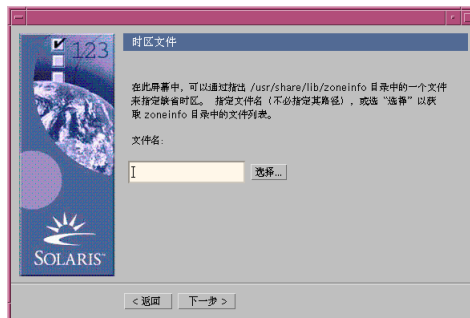 123
时区文件
在此屏幕中，可以通过指出 /usr/share/lib/zoneinfo 目录中的一个文件
来指定缺省时区。 指定文件名（不必指定其路径），或选“选择”以获
取 zoneinfo 目录中的文件列表。
文件名:
选择...
SOLARIS
< 返回
下一步 >